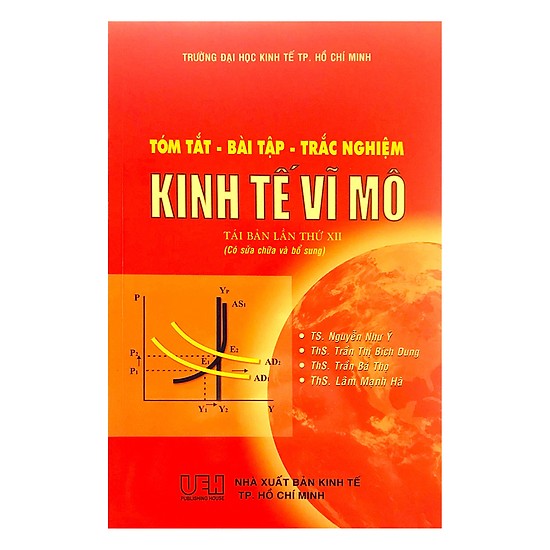 TRƯỜNG ĐẠI HỌC KINH TẾ TP. HỒ CHÍ MINH
TÓM TẮT - BÀI TẬP - TRẮC NGHIỆM
KINH TẾ VĨ MÔ
TÁI BẢN LẦN THỨ XII
(Có sửa chữa và bổ sung)
P
YP
AS1
P2
P1
E1
E2
AD2
AD1
Y1
Y2
Y
• TS. Nguyễn Như Ý
• ThS. Trần Thị Bích Dung
• ThS. Trần Bá Thọ
• ThS. Lâm Mạnh Hà
UEH
PUBLISHING HOUSE
NHÀ XUẤT BẢN KINH TẾ
TP. HỒ CHÍ MINH